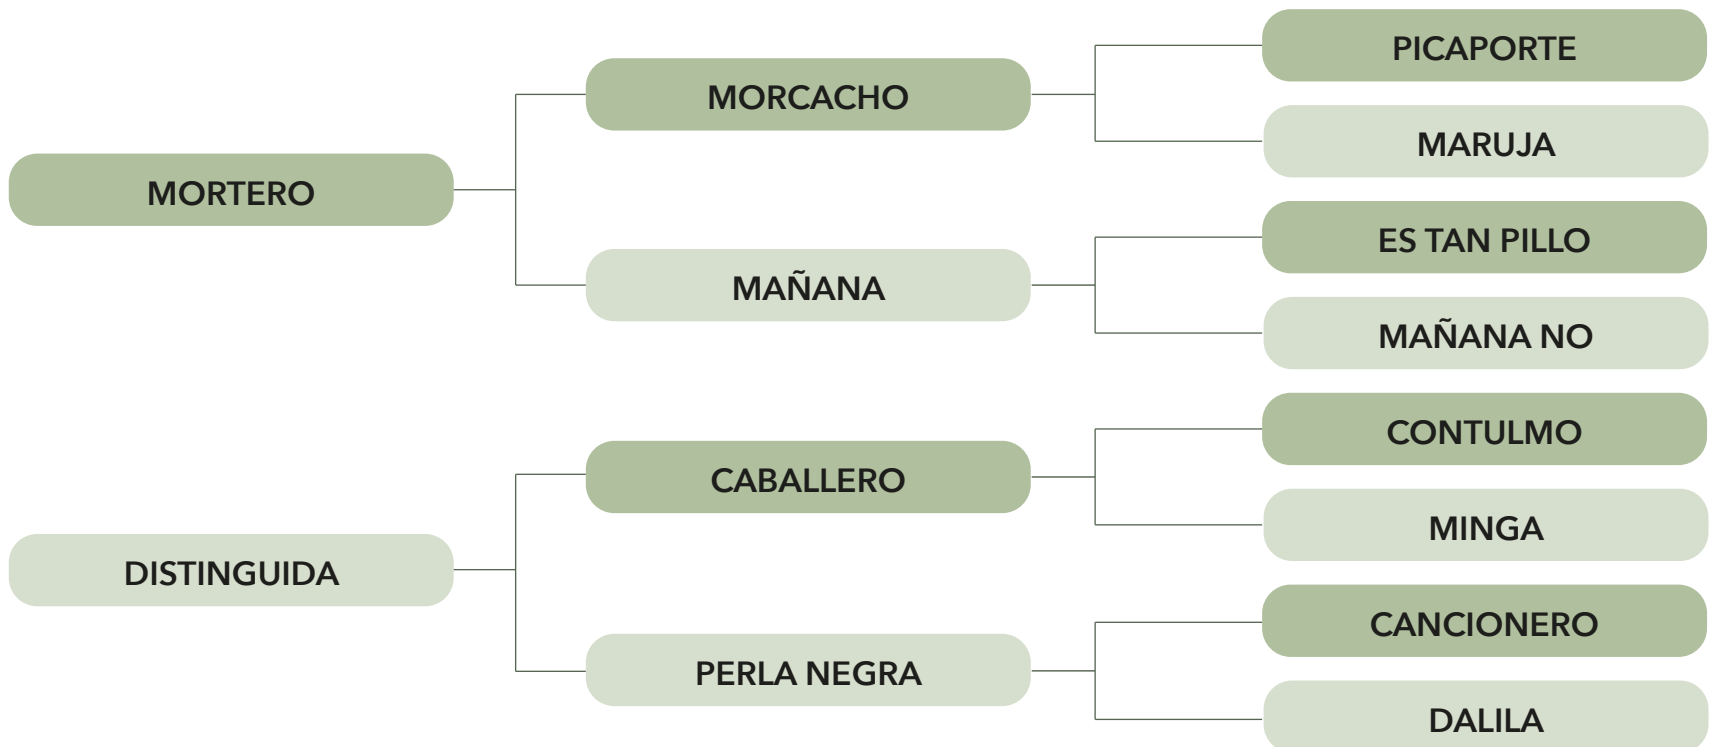 PICAPORTE
MORCACHO
MARUJA
MORTERO
ES TAN PILLO
MAÑANA
MAÑANA NO
CONTULMO
CABALLERO
MINGA
DISTINGUIDA
CANCIONERO
PERLA NEGRA
DALILA